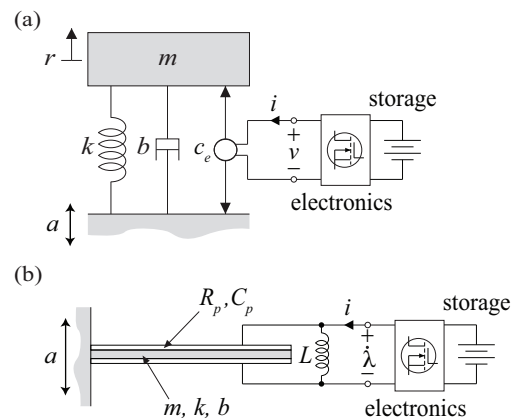 (a)
r
m
k
b
c_e
i
+
v
−
storage
electronics
a
(b)
R_p, C_p
a
m, k, b
L
i
+
λ̇
−
storage
electronics